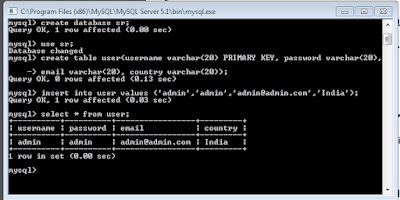 C:\Program Files (x86)\MySQL\MySQL Server 5.1\bin\mysql.exe
mysql> create database sr;
Query OK, 1 row affected (0.00 sec)
mysql> use sr;
Database changed
mysql> create table user(username varchar(20) PRIMARY KEY, password varchar(20),
    -> email varchar(20), country varchar(20));
Query OK, 0 rows affected (0.13 sec)
mysql> insert into user values ('admin','admin','admin@admin.com','India');
Query OK, 1 row affected (0.03 sec)
mysql> select * from user;
+----------+----------+-----------------+---------+
| username | password | email           | country |
+----------+----------+-----------------+---------+
| admin    | admin    | admin@admin.com | India   |
+----------+----------+-----------------+---------+
1 row in set (0.00 sec)
mysql>